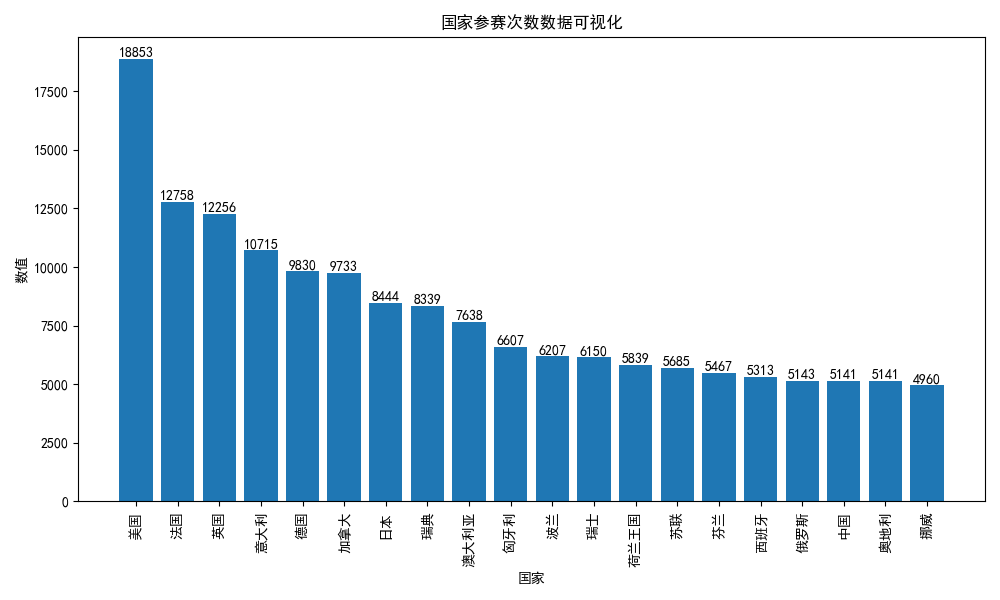 国家参赛次数数据可视化
18853
12758
12256
10715
9830
9733
8444
8339
7638
6607
6207
6150
5839
5685
5467
5313
5143
5141
5141
4960
17500
15000
12500
10000
7500
5000
2500
0
数值
美国
法国
英国
意大利
德国
加拿大
日本
瑞典
澳大利亚
匈牙利
波兰
瑞士
荷兰王国
苏联
芬兰
西班牙
俄罗斯
中国
奥地利
挪威
国家